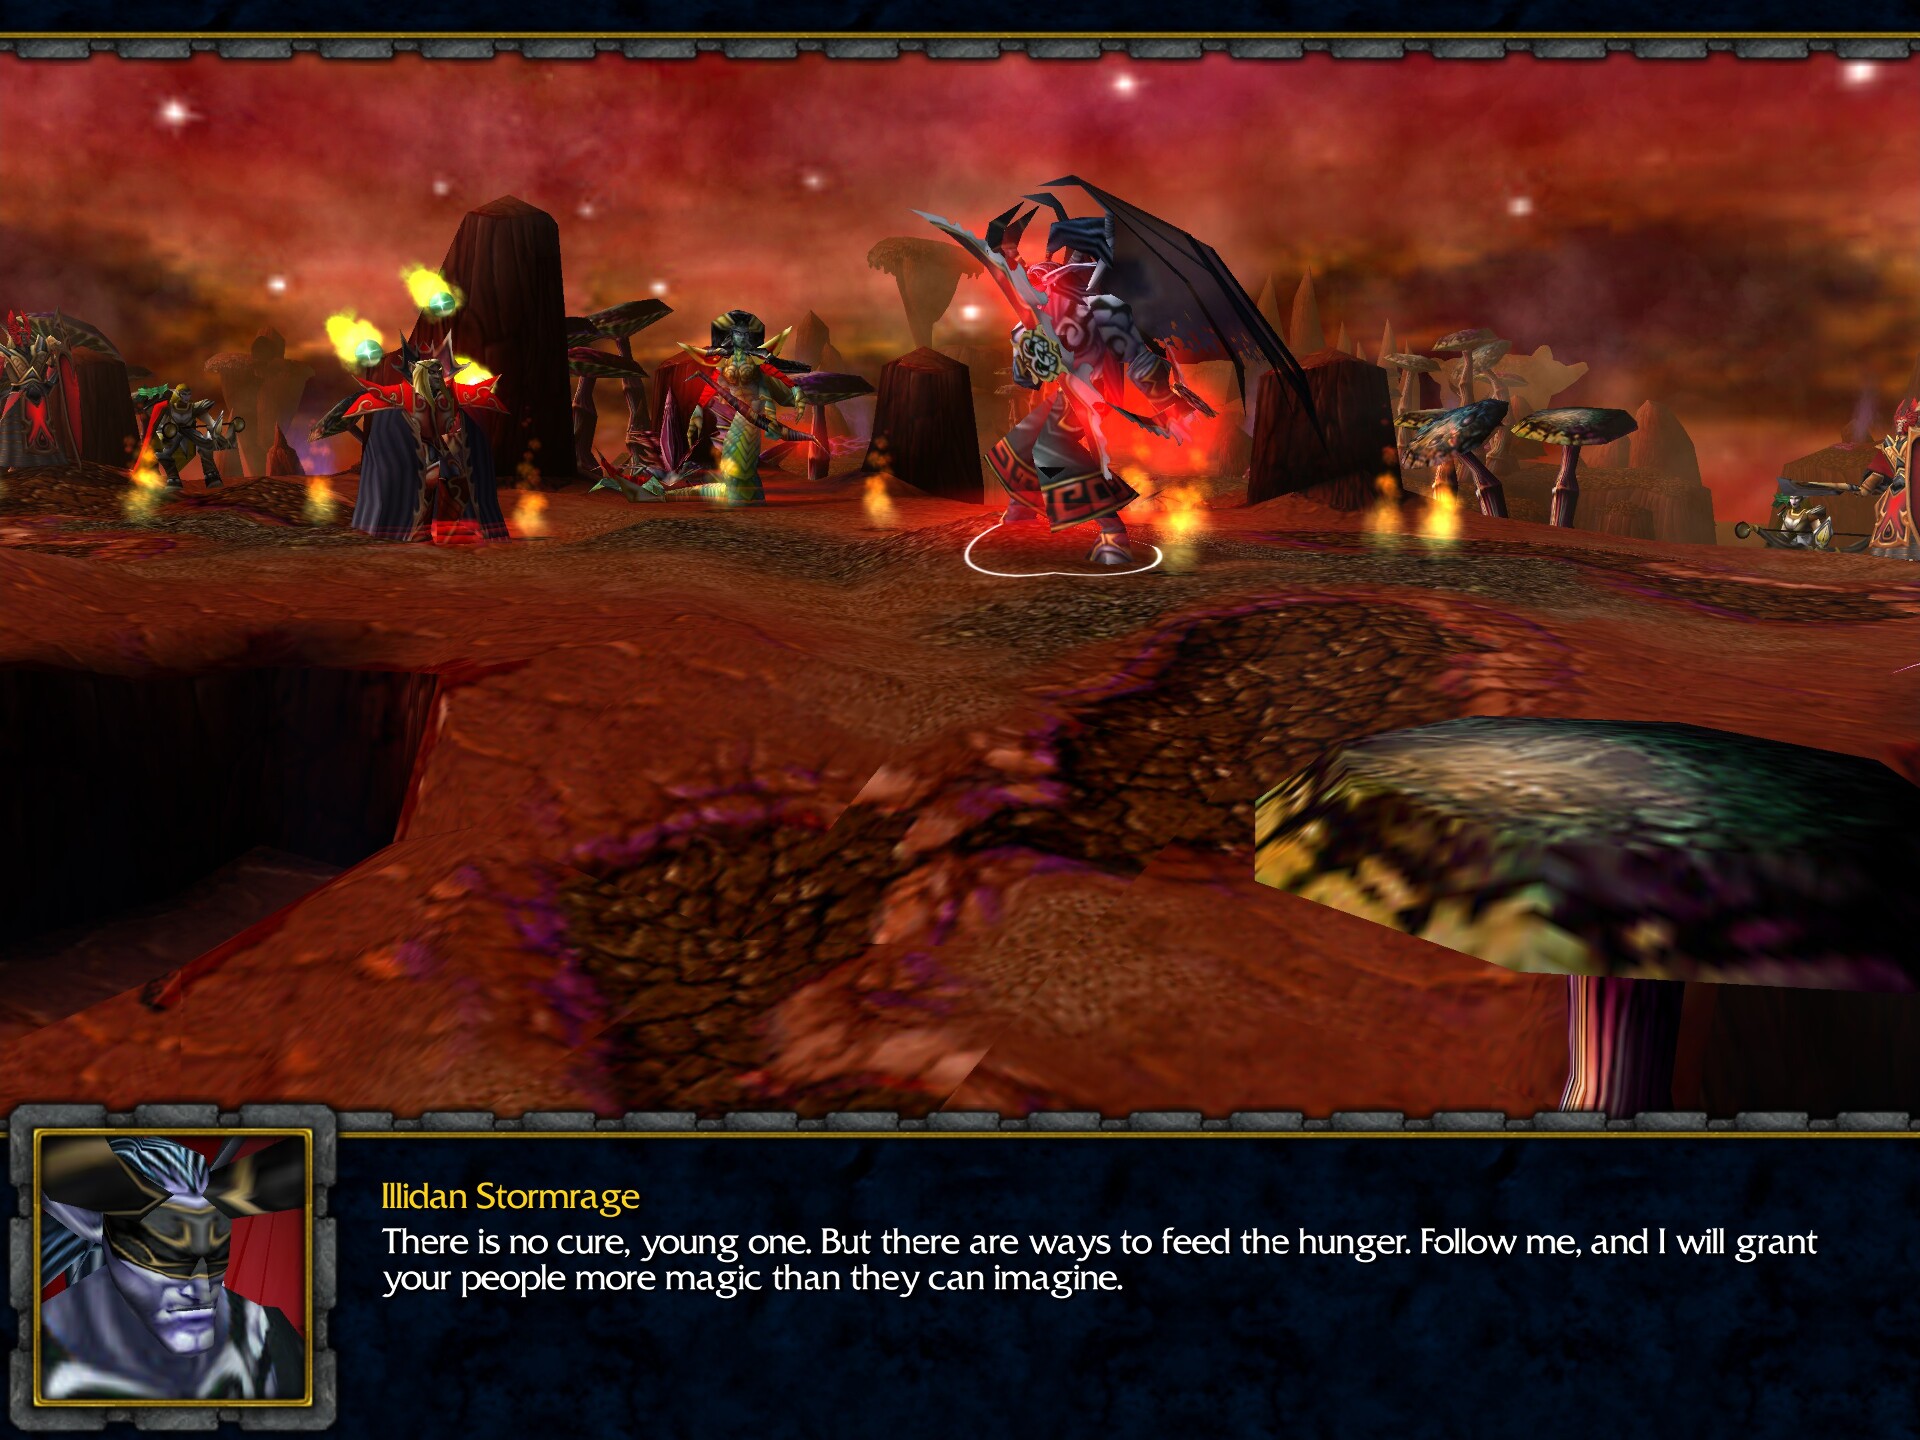 Illidan Stormrage
There is no cure, young one. But there are ways to feed the hunger. Follow me, and I will grant
your people more magic than they can imagine.